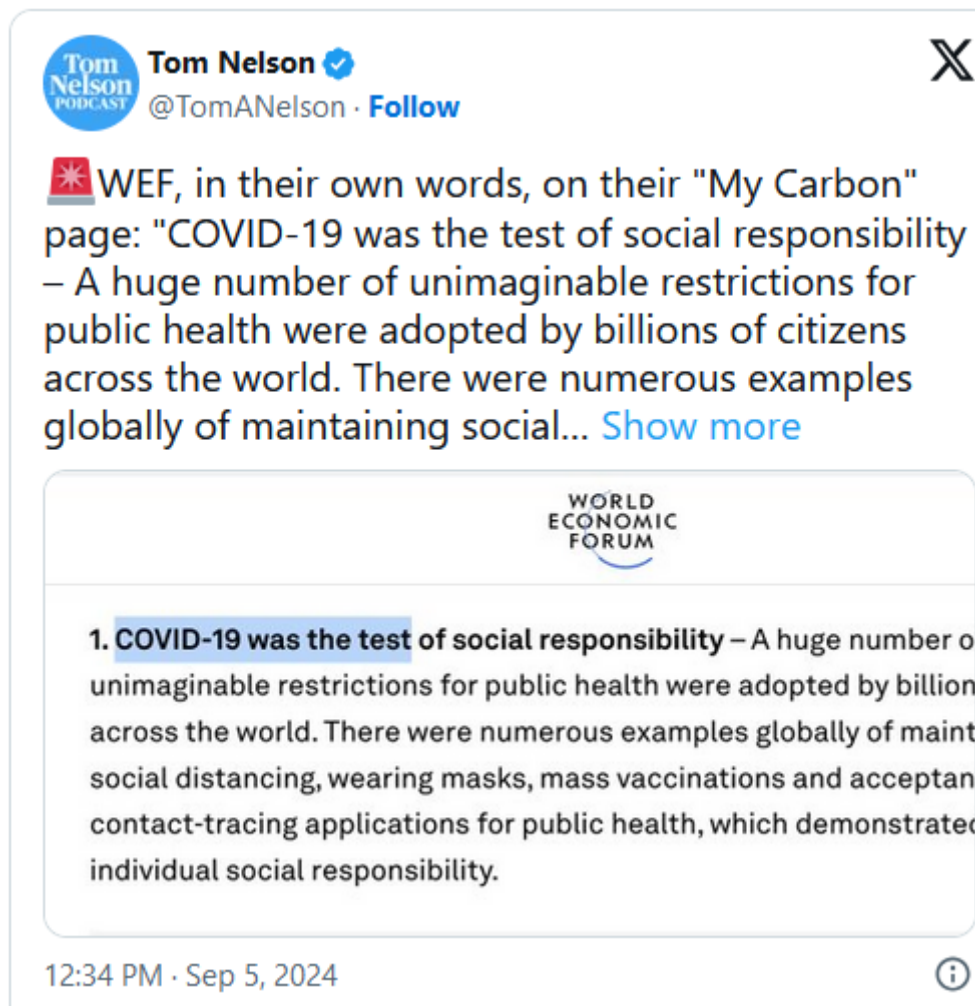 Tom Nelson
PODCAST
Tom Nelson
@TomANelson · Follow
🚨WEF, in their own words, on their "My Carbon"
page: "COVID-19 was the test of social responsibility
– A huge number of unimaginable restrictions for
public health were adopted by billions of citizens
across the world. There were numerous examples
globally of maintaining social... Show more
WORLD
ECONOMIC
FORUM
1. COVID-19 was the test of social responsibility – A huge number o
unimaginable restrictions for public health were adopted by billion
across the world. There were numerous examples globally of maint
social distancing, wearing masks, mass vaccinations and acceptan
contact-tracing applications for public health, which demonstrated
individual social responsibility.
12:34 PM · Sep 5, 2024